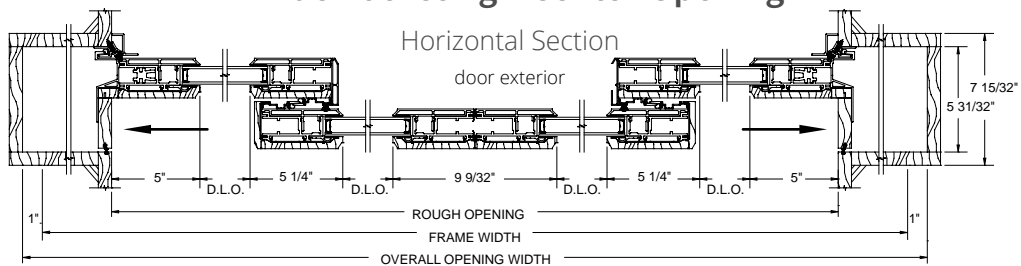 Horizontal Section
door exterior
7 15/32"
5 31/32"
5" 5 1/4" 9 9/32" 5 1/4" 5"
D.L.O. D.L.O. D.L.O. D.L.O.
ROUGH OPENING
1" 1"
FRAME WIDTH
OVERALL OPENING WIDTH